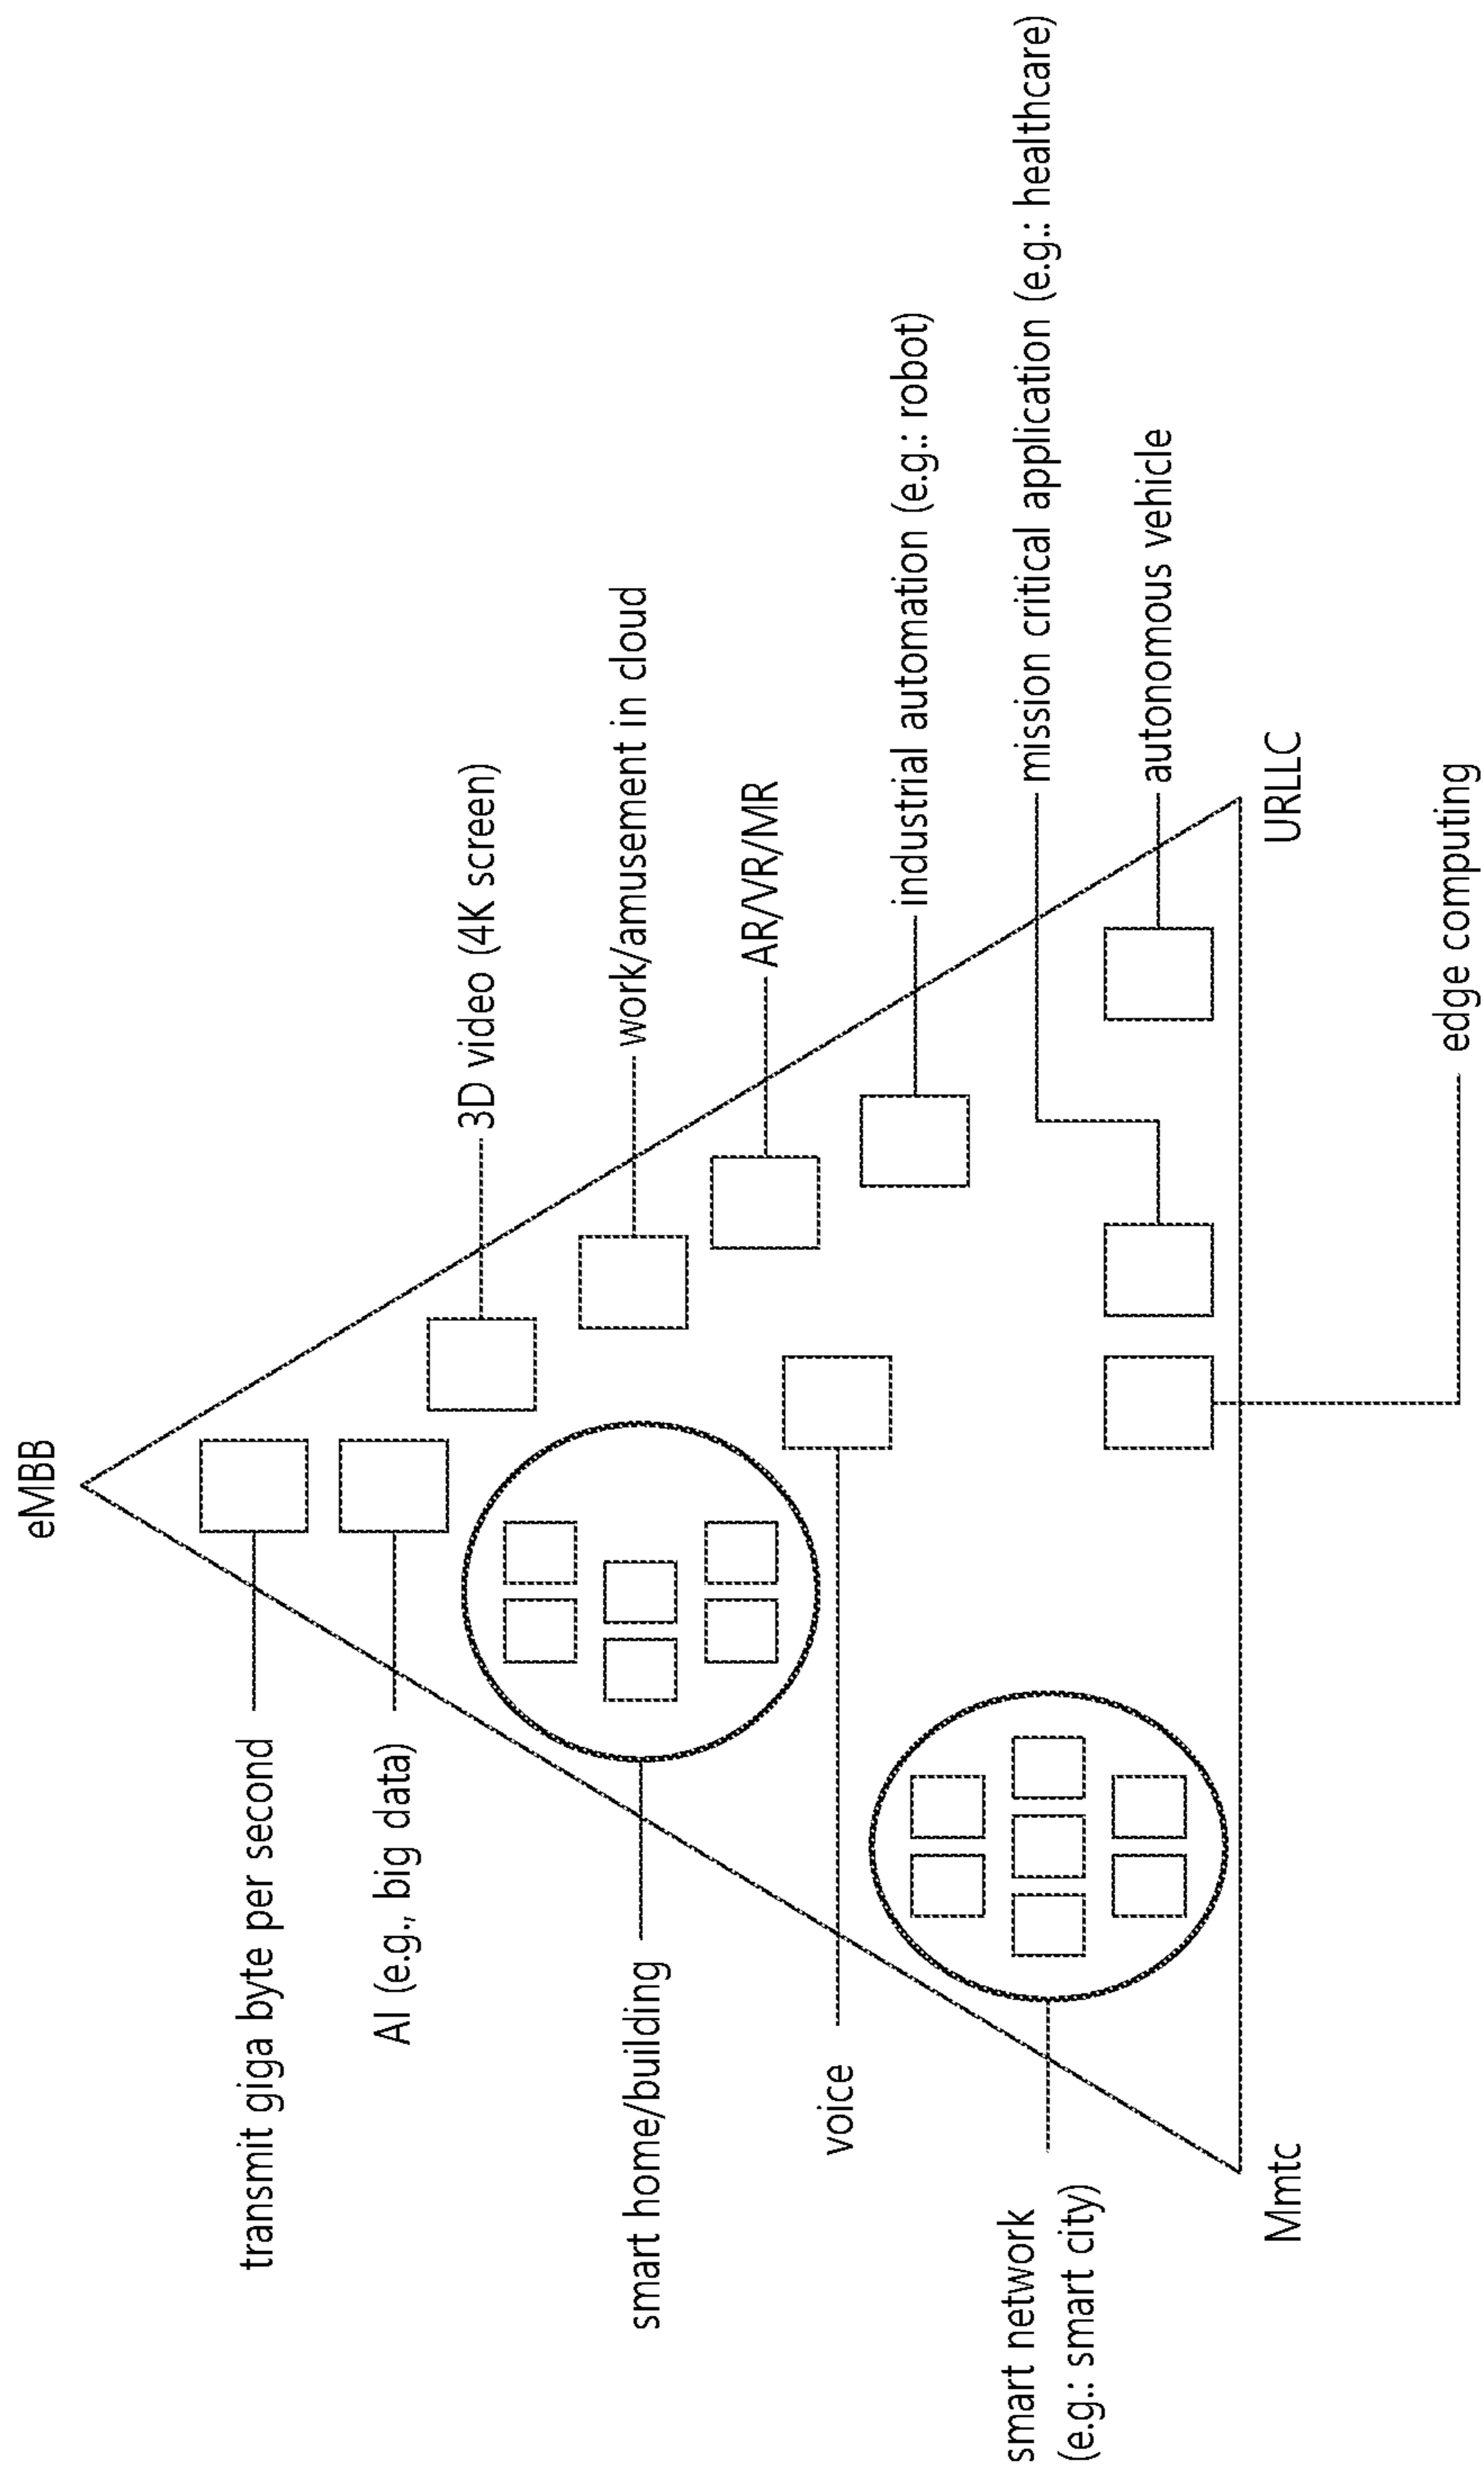 eMBB
transmit giga byte per second
AI (e.g., big data)
3D video (4K screen)
smart home/building
work/amusement in cloud
AR/VR/MR
voice
industrial automation (e.g.: robot)
smart network
(e.g.: smart city)
mission critical application (e.g.: healthcare)
autonomous vehicle
Mmtc
URLLC
edge computing